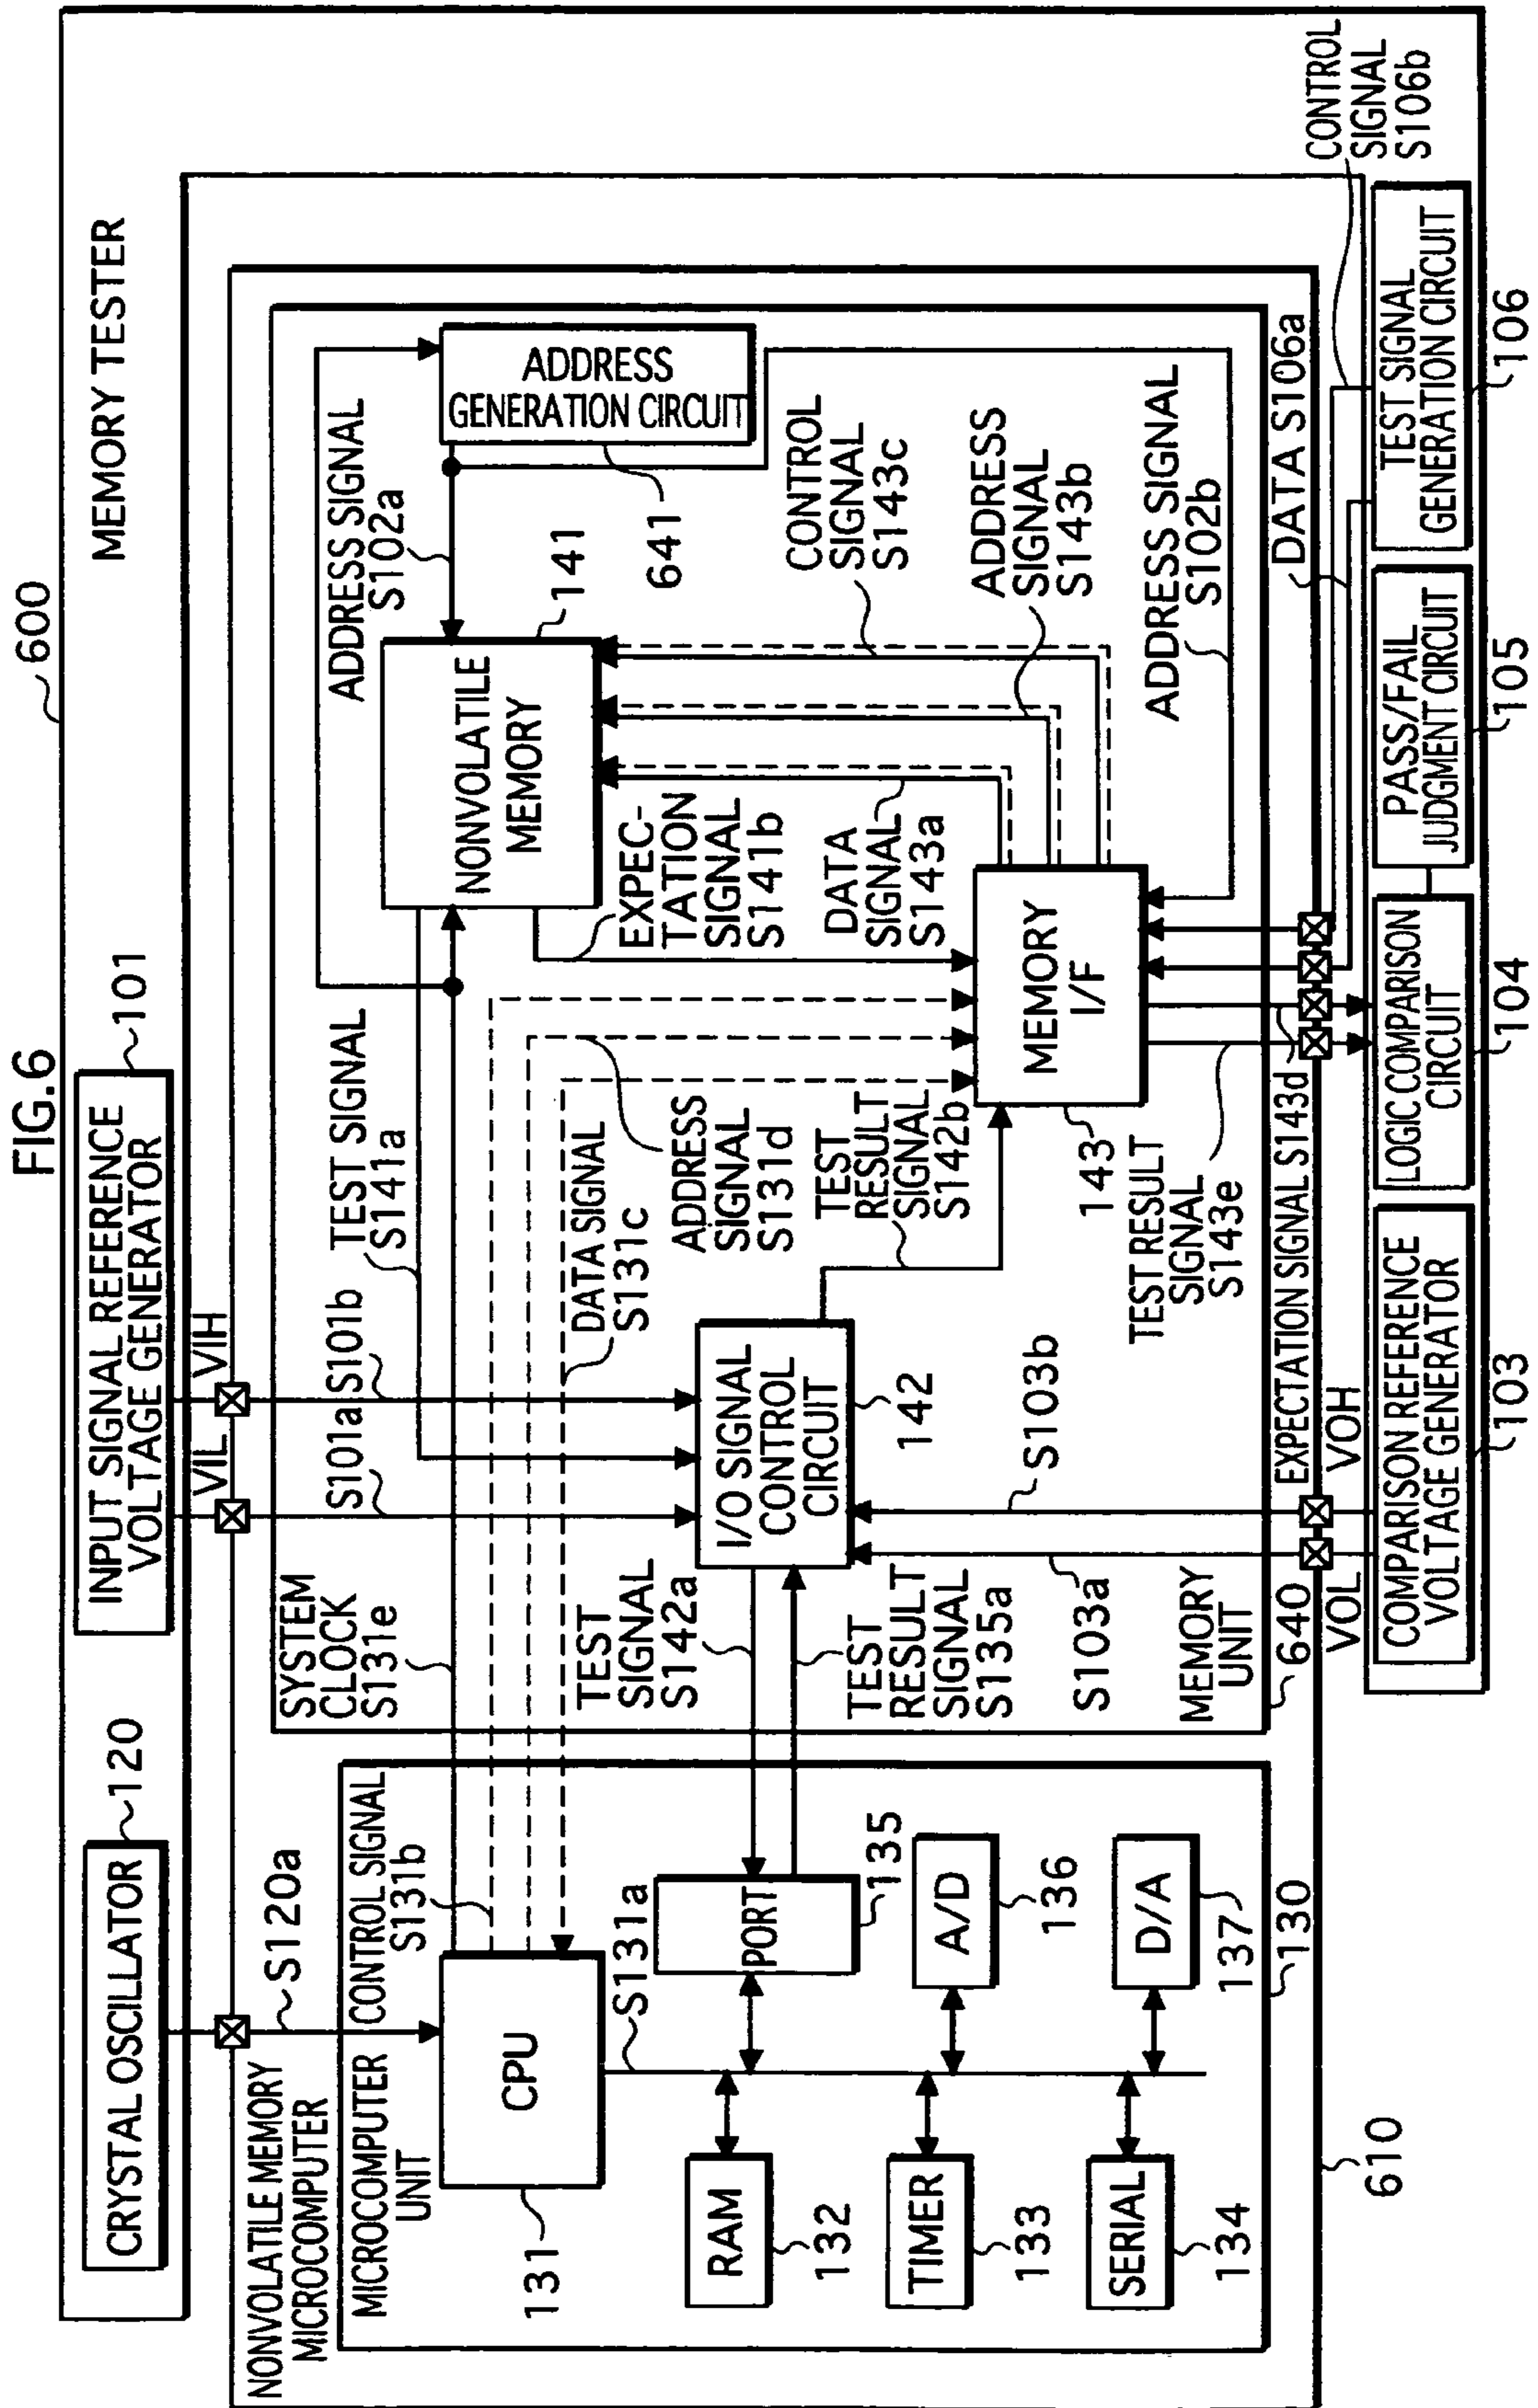 FIG.6
600
MEMORY TESTER
CRYSTAL OSCILLATOR
120
INPUT SIGNAL REFERENCE
VOLTAGE GENERATOR
101
S120a
VIL
VIH
NONVOLATILE MEMORY
MICROCOMPUTER
MICROCOMPUTER
UNIT
CONTROL SIGNAL
S131b
SYSTEM
CLOCK
S131e
S101a
S101b
TEST SIGNAL
S141a
ADDRESS SIGNAL
S102a
CPU
131
S131a
DATA SIGNAL
S131c
ADDRESS
SIGNAL
S131d
EXPEC-
TATION
SIGNAL
S141b
NONVOLATILE
MEMORY
141
ADDRESS
GENERATION CIRCUIT
641
RAM
132
PORT
135
TEST
SIGNAL
S142a
I/O SIGNAL
CONTROL
CIRCUIT
142
TEST
RESULT
SIGNAL
S142b
DATA
SIGNAL
S143a
CONTROL
SIGNAL
S143c
ADDRESS
SIGNAL
S143b
TIMER
133
A/D
136
TEST
RESULT
SIGNAL
S135a
MEMORY
I/F
143
ADDRESS SIGNAL
S102b
SERIAL
134
D/A
137
130
S103a
S103b
TEST RESULT
SIGNAL
S143e
MEMORY
UNIT
640
EXPECTATION SIGNAL S143d
DATA S106a
CONTROL
SIGNAL
S106b
610
VOL
VOH
COMPARISON REFERENCE
VOLTAGE GENERATOR
103
LOGIC COMPARISON
CIRCUIT
104
PASS/FAIL
JUDGMENT CIRCUIT
105
TEST SIGNAL
GENERATION CIRCUIT
106